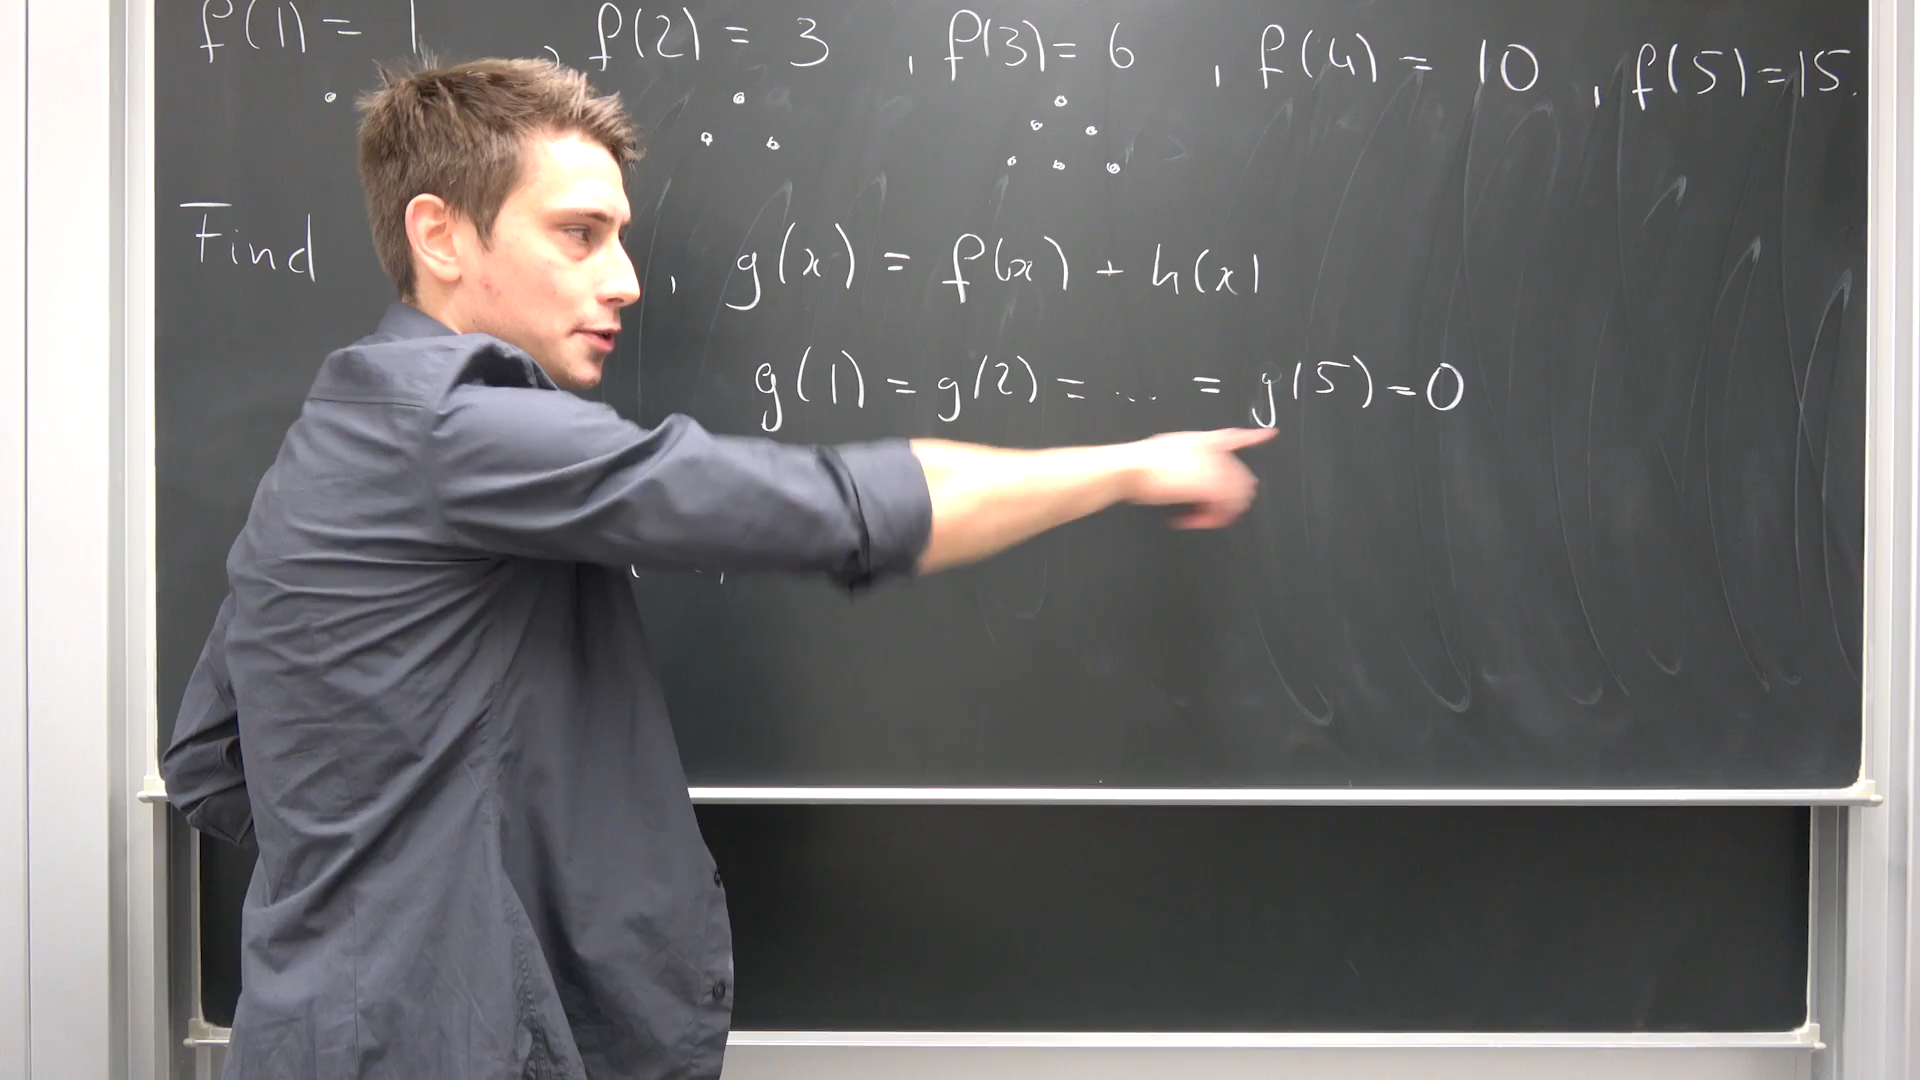 f(1) = 1, f(2) = 3, f(3) = 6, f(4) = 10, f(5) = 15.
Find , g(x) = f(x) + h(x)
g(1) = g(2) = ... = g(5) = 0